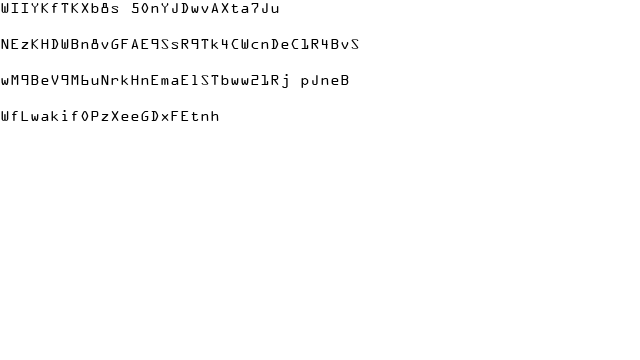 WIIYKfTKXb8s 50nYJDwvAXta7Ju
NEzKHDWBn8vGFAE9SsR9Tk4CWcnDeC1R4BvS
wM9BeV9M6uNrkHnEmaE1STbww21Rj pJneB
WfLwakif0PzXeeGDxFEtnh